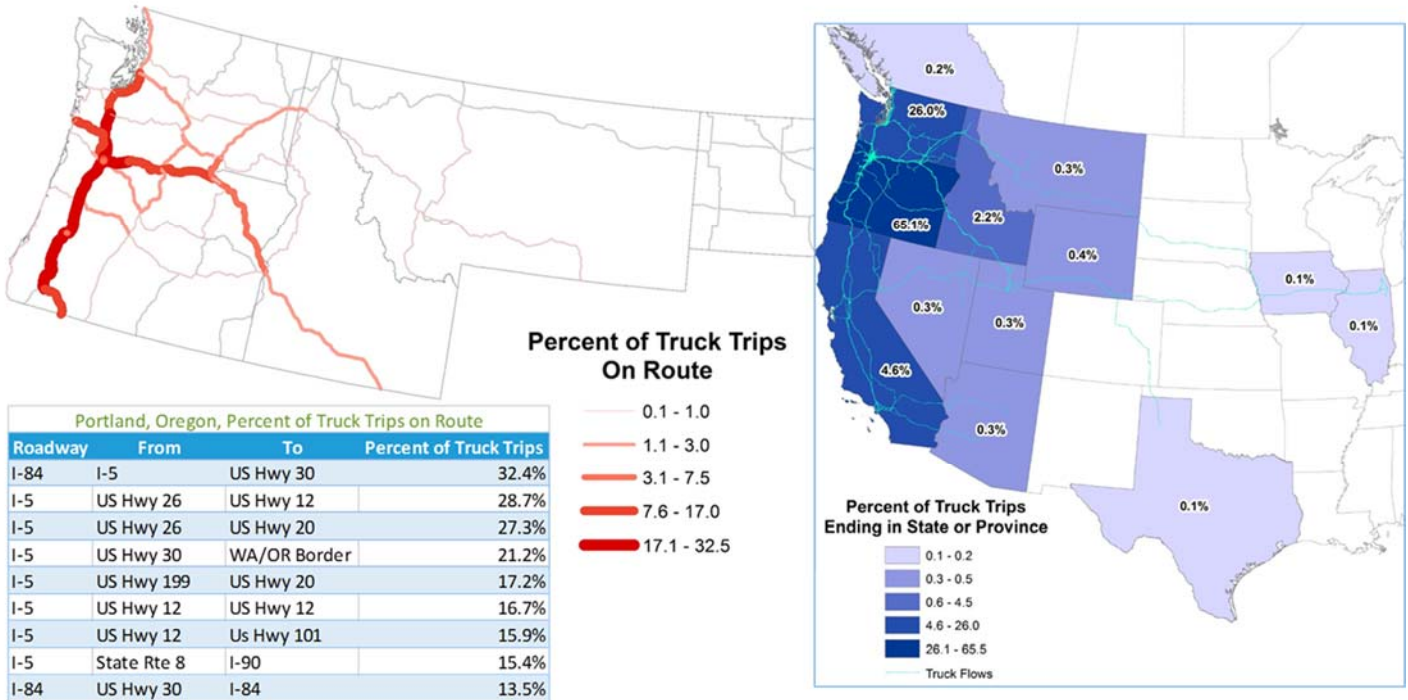 Percent of Truck Trips
On Route
0.1 - 1.0
1.1 - 3.0
3.1 - 7.5
7.6 - 17.0
17.1 - 32.5
Portland, Oregon, Percent of Truck Trips on Route
Roadway From To Percent of Truck Trips
I-84 I-5 US Hwy 30 32.4%
I-5 US Hwy 26 US Hwy 12 28.7%
I-5 US Hwy 26 US Hwy 20 27.3%
I-5 US Hwy 30 WA/OR Border 21.2%
I-5 US Hwy 199 US Hwy 20 17.2%
I-5 US Hwy 12 US Hwy 12 16.7%
I-5 US Hwy 12 Us Hwy 101 15.9%
I-5 State Rte 8 I-90 15.4%
I-84 US Hwy 30 I-84 13.5%
0.2%
26.0%
0.3%
65.1%
2.2%
0.4%
0.1%
0.1%
0.3%
0.3%
4.6%
0.3%
0.1%
Percent of Truck Trips
Ending in State or Province
0.1 - 0.2
0.3 - 0.5
0.6 - 4.5
4.6 - 26.0
26.1 - 65.5
Truck Flows